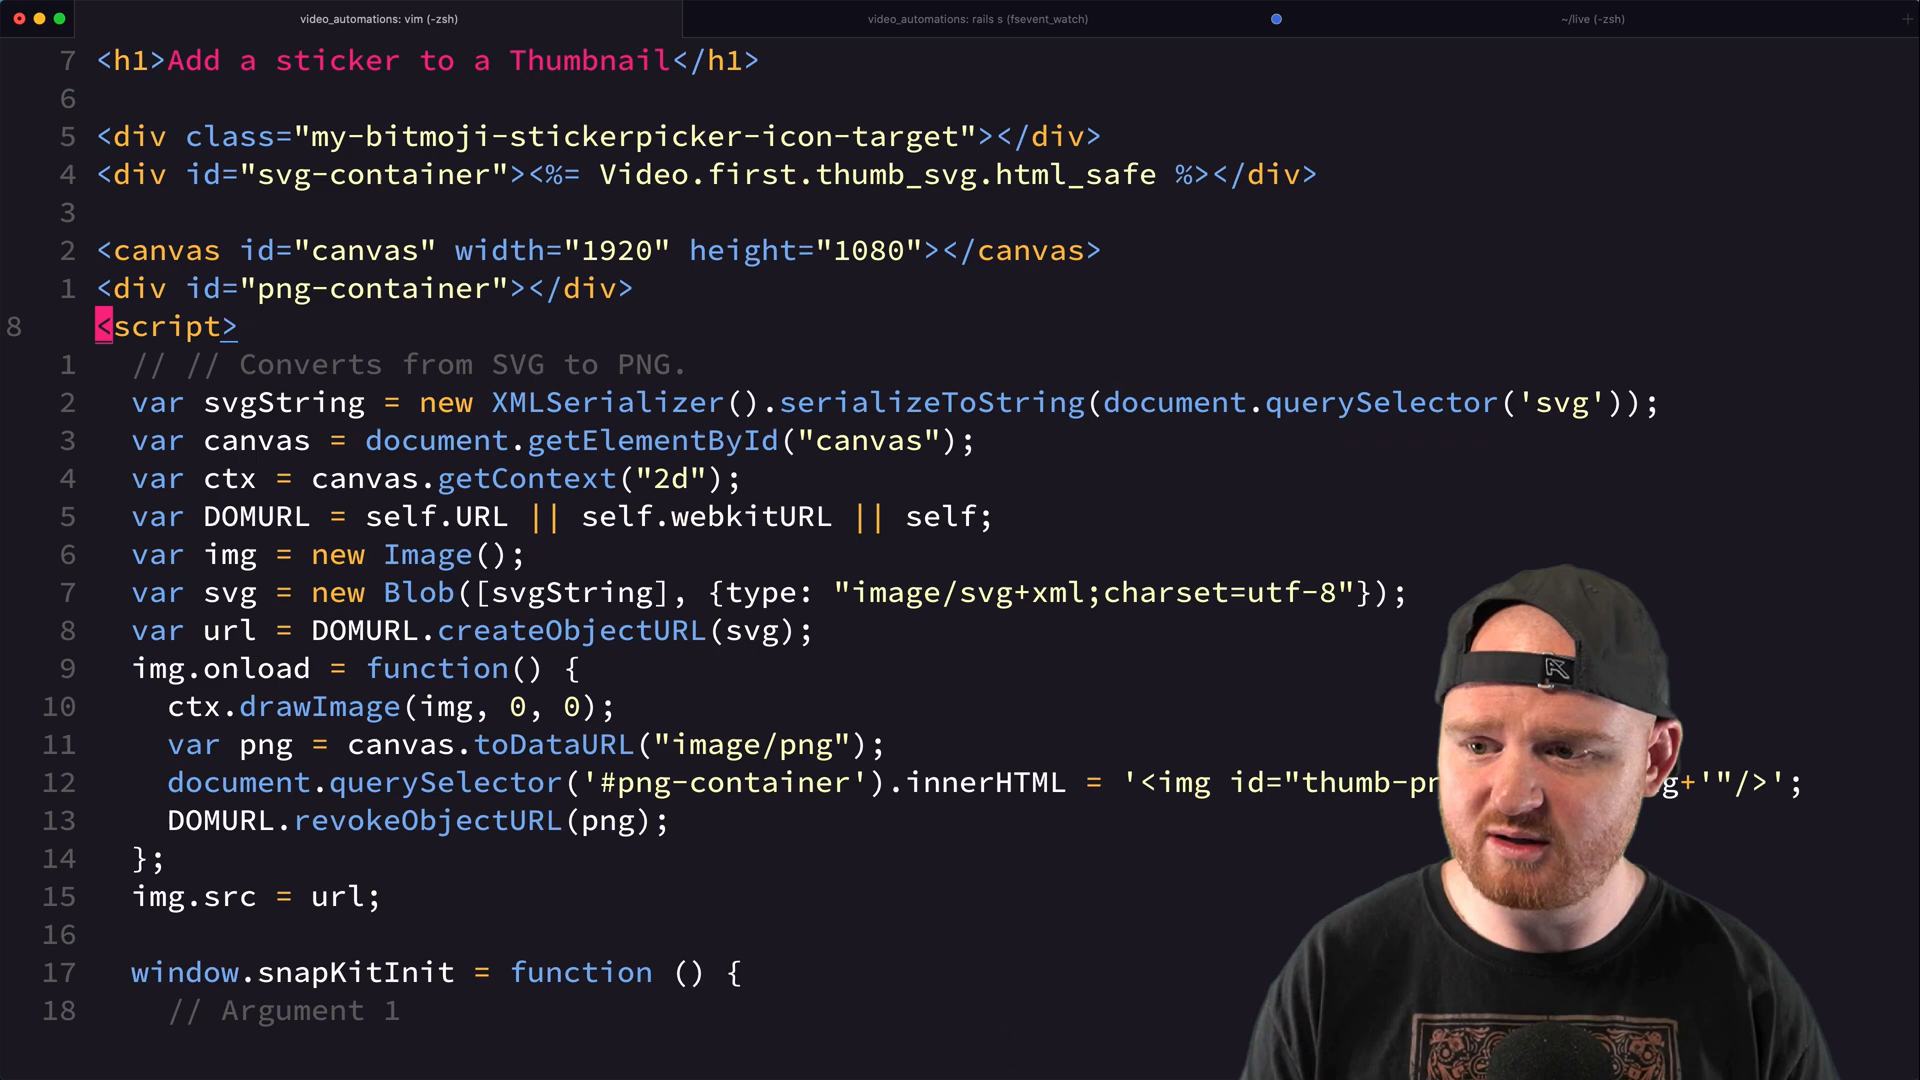 video_automations: vim (-zsh)
video_automations: rails s (fsevent_watch)
~/live (-zsh)
7 <h1>Add a sticker to a Thumbnail</h1>
6
5 <div class="my-bitmoji-stickerpicker-icon-target"></div>
4 <div id="svg-container"><%= Video.first.thumb_svg.html_safe %></div>
3
2 <canvas id="canvas" width="1920" height="1080"></canvas>
1 <div id="png-container"></div>
8 <script>
1 // // Converts from SVG to PNG.
2 var svgString = new XMLSerializer().serializeToString(document.querySelector('svg'));
3 var canvas = document.getElementById("canvas");
4 var ctx = canvas.getContext("2d");
5 var DOMURL = self.URL || self.webkitURL || self;
6 var img = new Image();
7 var svg = new Blob([svgString], {type: "image/svg+xml;charset=utf-8"});
8 var url = DOMURL.createObjectURL(svg);
9 img.onload = function() {
10 ctx.drawImage(img, 0, 0);
11 var png = canvas.toDataURL("image/png");
12 document.querySelector('#png-container').innerHTML = '<img id="thumb-pn g+'"/>';
13 DOMURL.revokeObjectURL(png);
14 };
15 img.src = url;
16
17 window.snapKitInit = function () {
18 // Argument 1